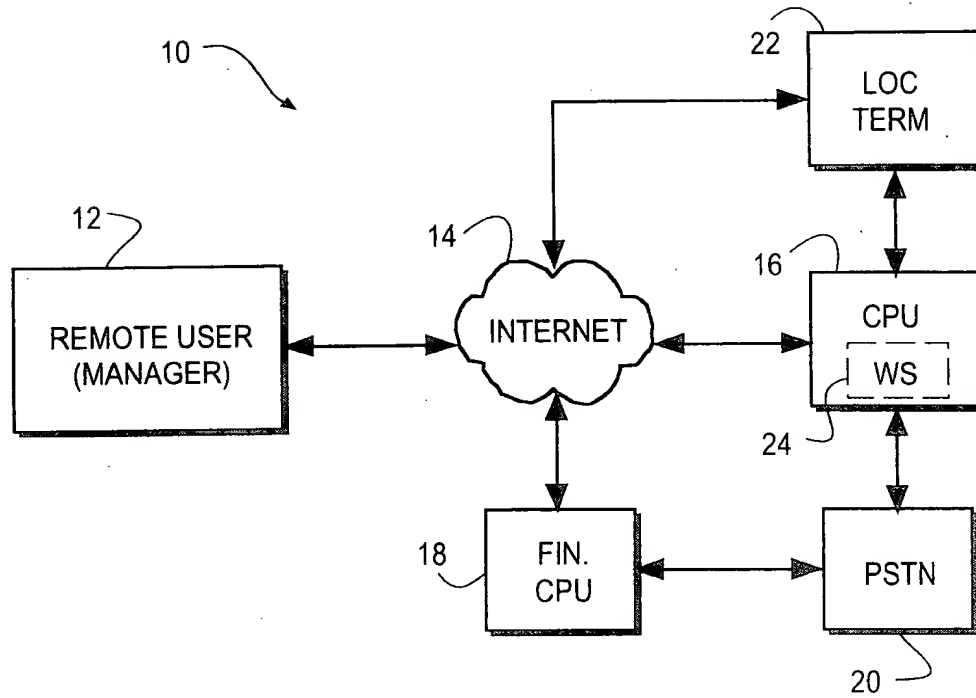 22
10
LOC
TERM
12
14
16
REMOTE USER
(MANAGER)
INTERNET
CPU
WS
24
18
FIN.
CPU
PSTN
20